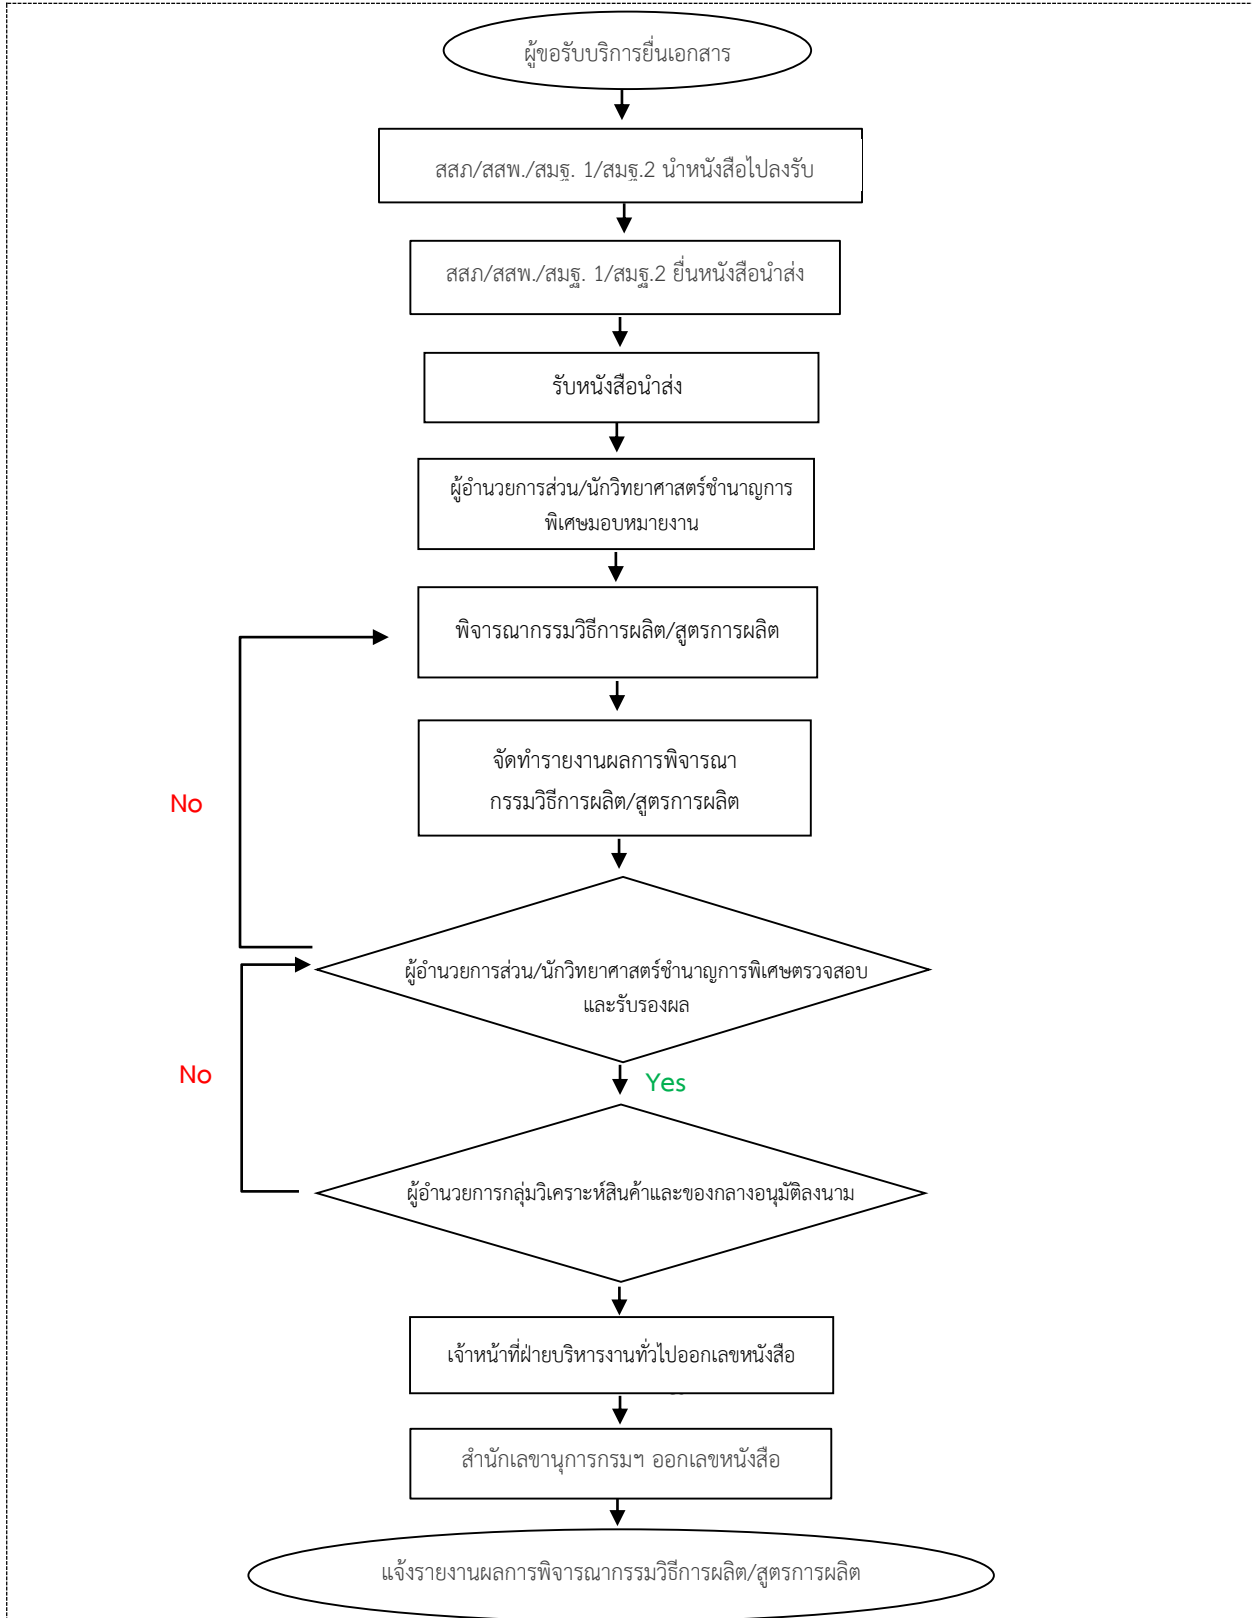 ผู้ขอรับบริการยื่นเอกสาร
สสภ/สสพ./สมฐ. 1/สมฐ.2 นำหนังสือไปลงรับ
สสภ/สสพ./สมฐ. 1/สมฐ.2 ยื่นหนังสือนำส่ง
รับหนังสือนำส่ง
ผู้อำนวยการส่วน/นักวิทยาศาสตร์ชำนาญการ
พิเศษมอบหมายงาน
พิจารณากรรมวิธีการผลิต/สูตรการผลิต
จัดทำรายงานผลการพิจารณา
กรรมวิธีการผลิต/สูตรการผลิต
No
ผู้อำนวยการส่วน/นักวิทยาศาสตร์ชำนาญการพิเศษตรวจสอบ
และรับรองผล
No
Yes
ผู้อำนวยการกลุ่มวิเคราะห์สินค้าและของกลางอนุมัติลงนาม
เจ้าหน้าที่ฝ่ายบริหารงานทั่วไปออกเลขหนังสือ
สำนักเลขานุการกรมฯ ออกเลขหนังสือ
แจ้งรายงานผลการพิจารณากรรมวิธีการผลิต/สูตรการผลิต